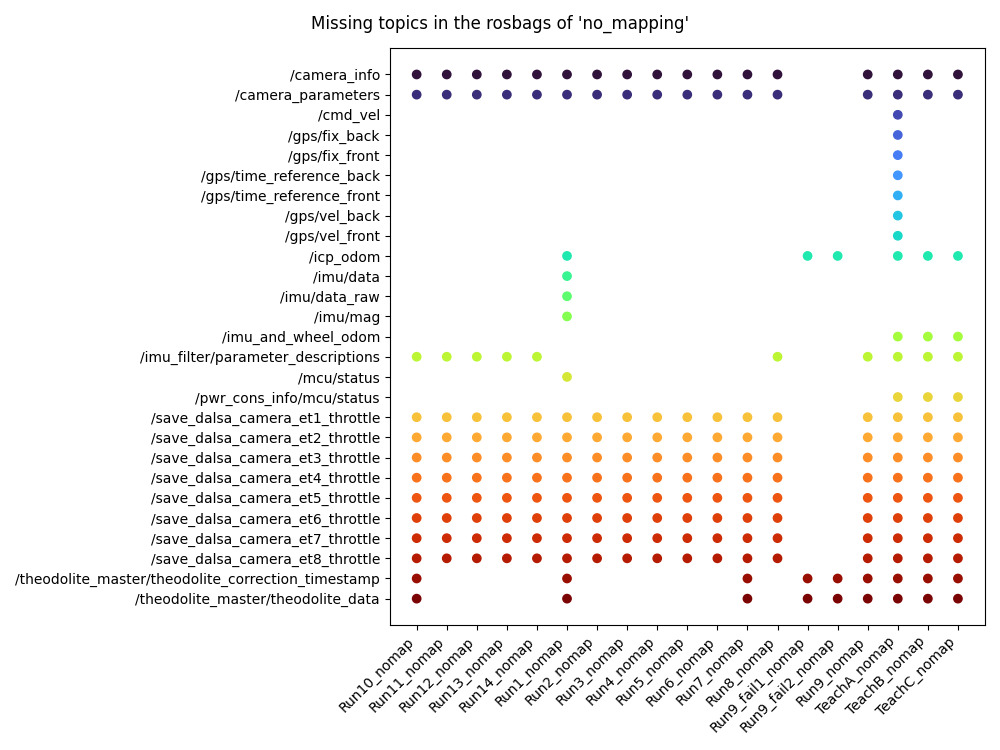 Missing topics in the rosbags of 'no_mapping'
/camera_info
/camera_parameters
/cmd_vel
/gps/fix_back
/gps/fix_front
/gps/time_reference_back
/gps/time_reference_front
/gps/vel_back
/gps/vel_front
/icp_odom
/imu/data
/imu/data_raw
/imu/mag
/imu_and_wheel_odom
/imu_filter/parameter_descriptions
/mcu/status
/pwr_cons_info/mcu/status
/save_dalsa_camera_et1_throttle
/save_dalsa_camera_et2_throttle
/save_dalsa_camera_et3_throttle
/save_dalsa_camera_et4_throttle
/save_dalsa_camera_et5_throttle
/save_dalsa_camera_et6_throttle
/save_dalsa_camera_et7_throttle
/save_dalsa_camera_et8_throttle
/theodolite_master/theodolite_correction_timestamp
/theodolite_master/theodolite_data
Run10_nomap
Run11_nomap
Run12_nomap
Run13_nomap
Run14_nomap
Run1_nomap
Run2_nomap
Run3_nomap
Run4_nomap
Run5_nomap
Run6_nomap
Run7_nomap
Run8_nomap
Run9_fail1_nomap
Run9_fail2_nomap
Run9_nomap
TeachA_nomap
TeachB_nomap
TeachC_nomap